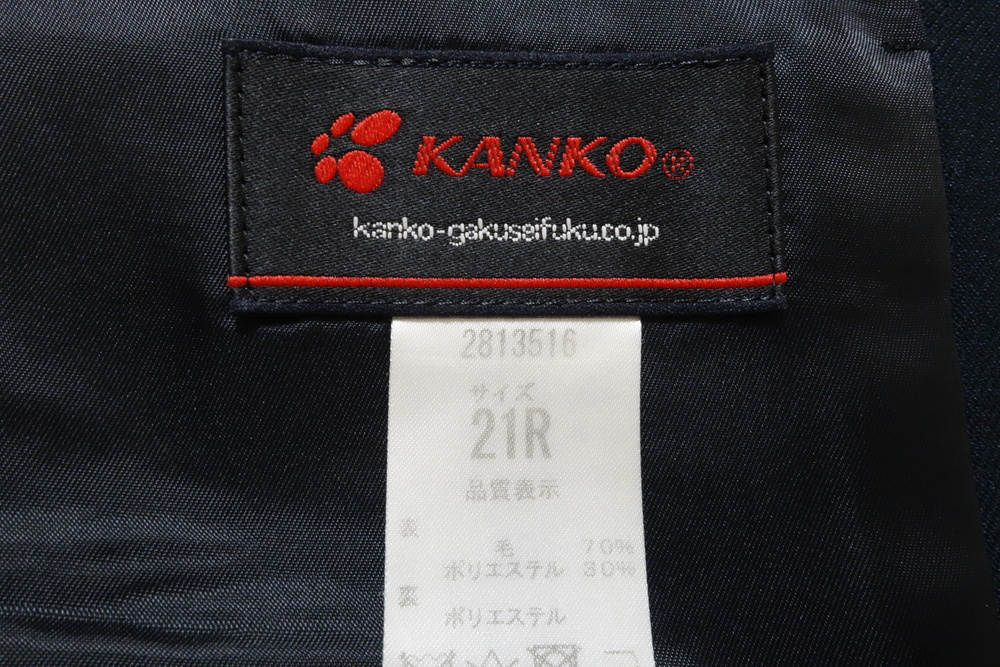 KANKO®
kanko-gakuseifuku.co.jp
2813516
サイズ
21R
品質表示
表
毛 70%
ポリエステル 30%
裏
ポリエステル